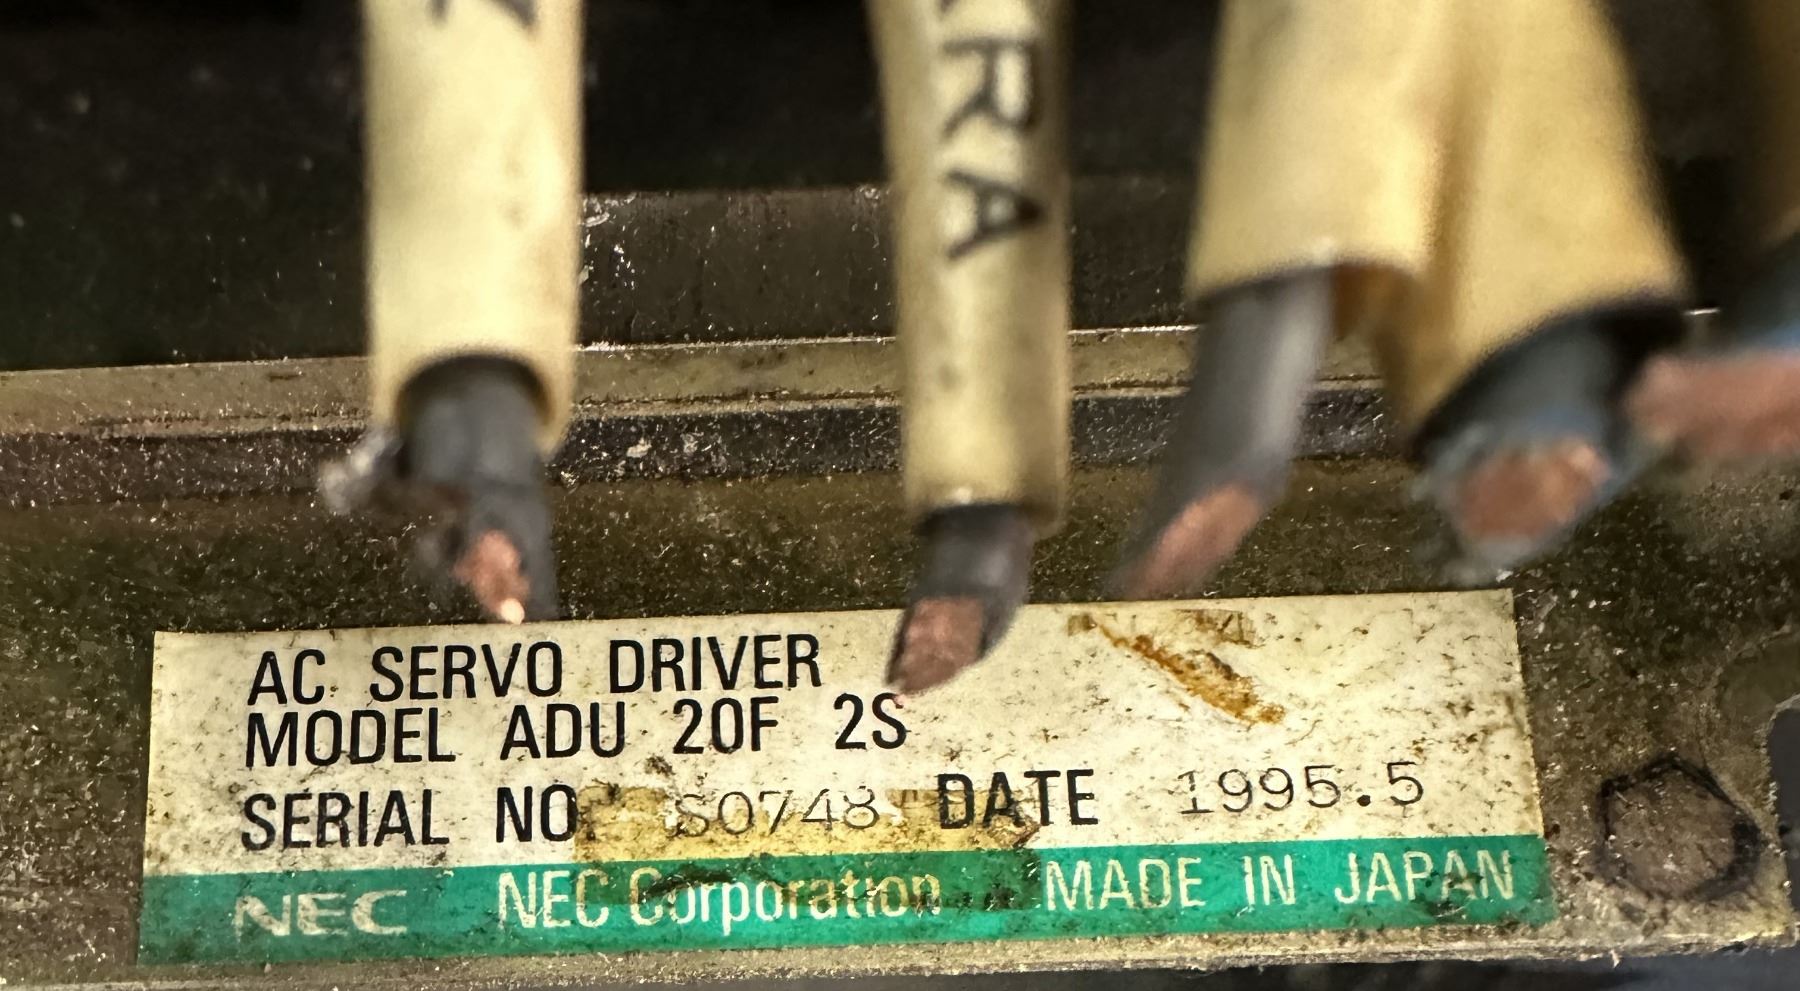 RRA
AC SERVO DRIVER
MODEL ADU 20F 2S
SERIAL NO. S0748 DATE 1995.5
NEC NEC Corporation MADE IN JAPAN